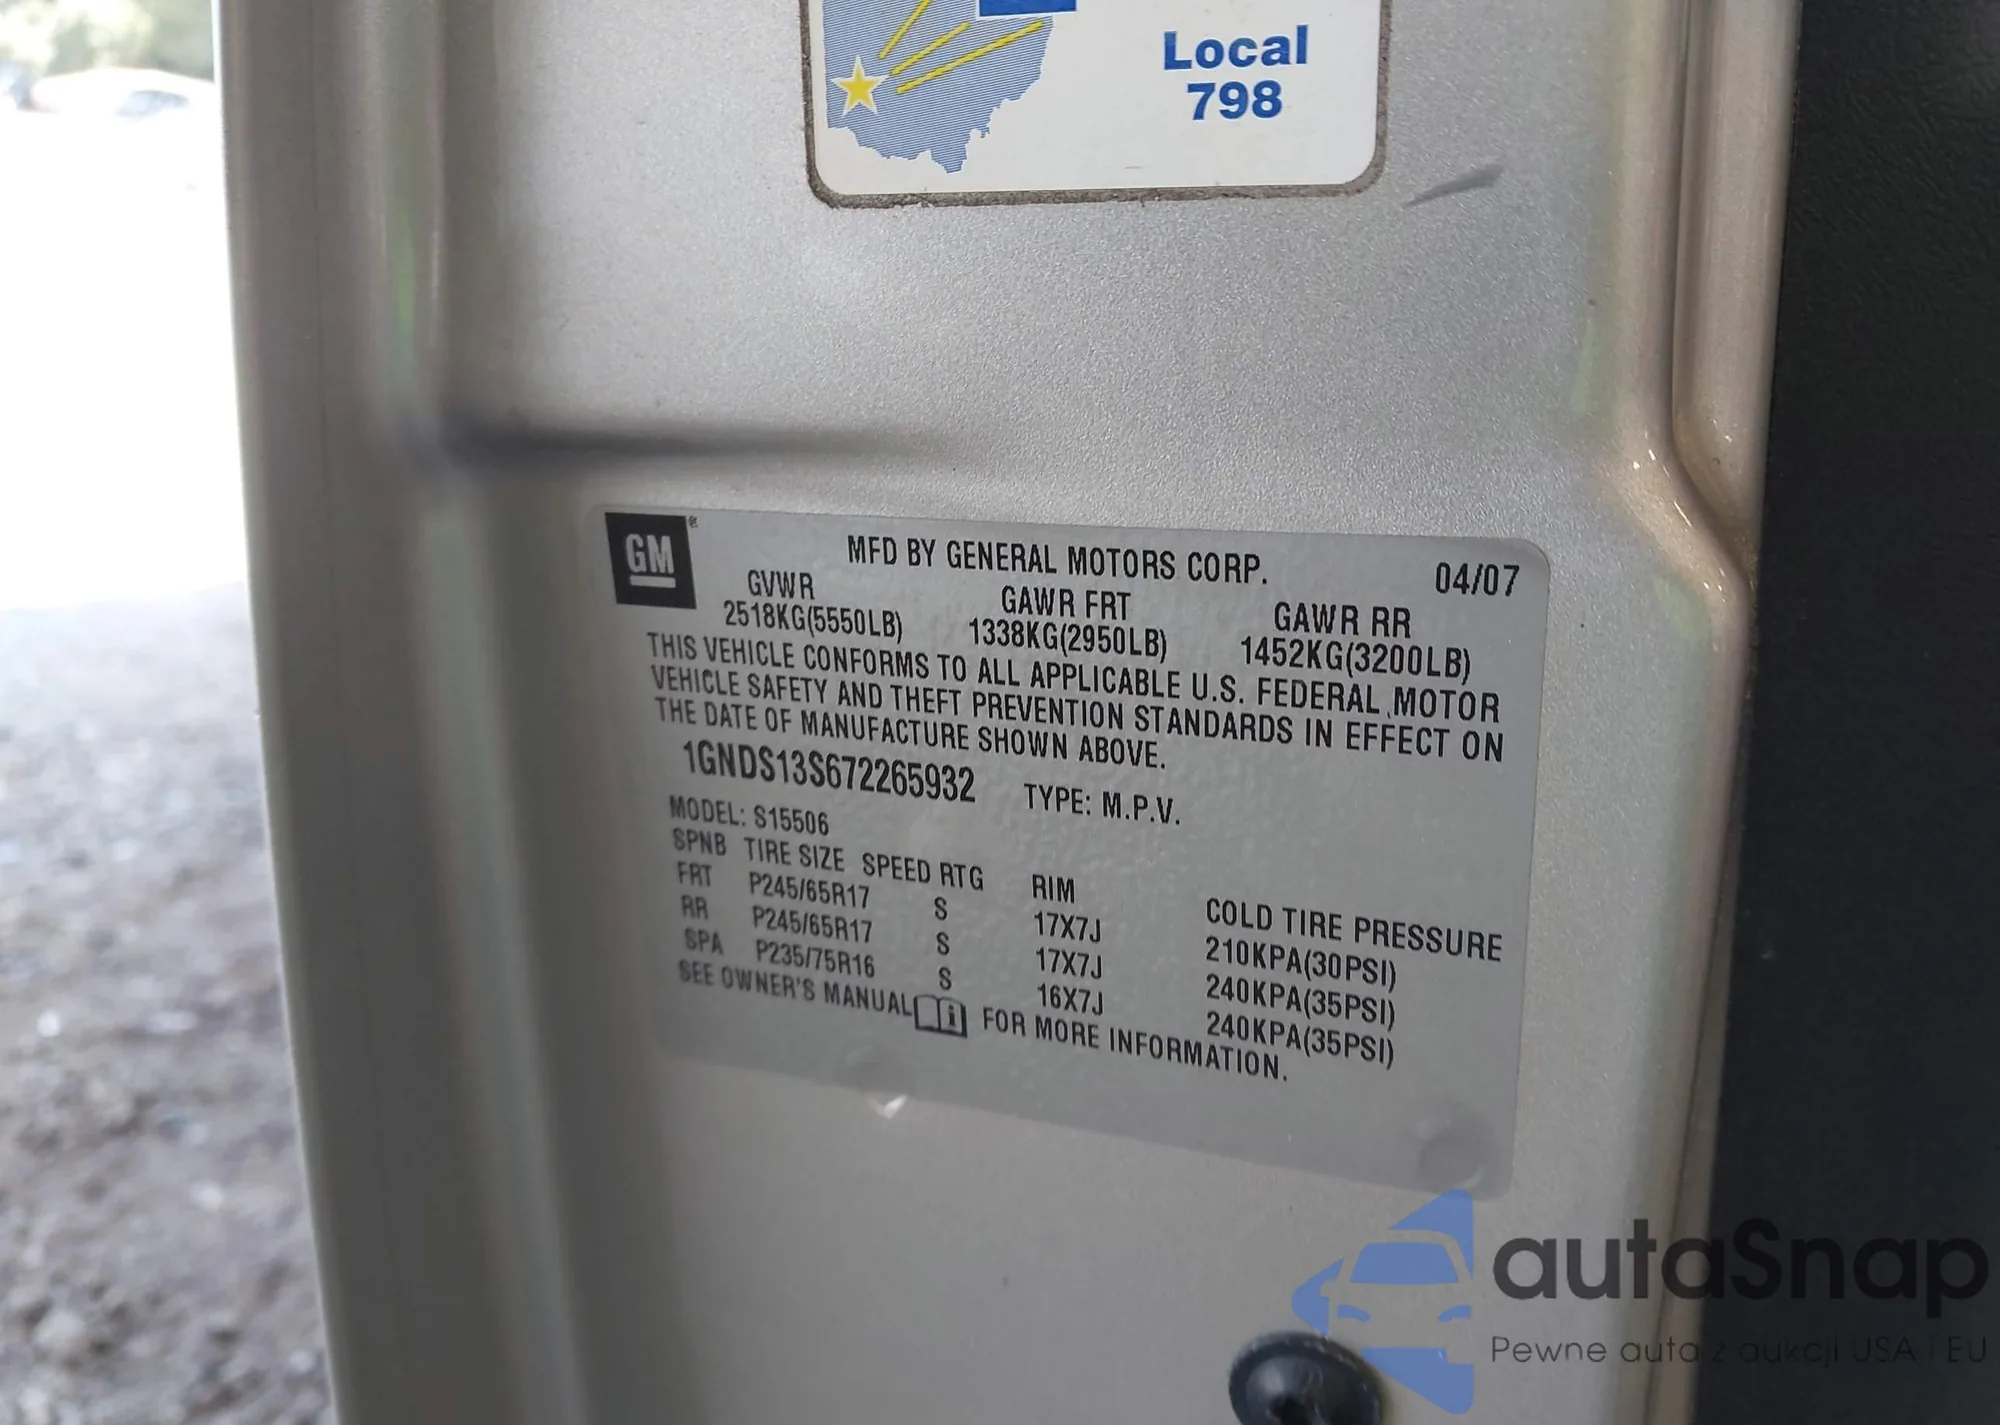 Local
798
GM
MFD BY GENERAL MOTORS CORP. 04/07
GVWR GAWR FRT GAWR RR
2518KG(5550LB) 1338KG(2950LB) 1452KG(3200LB)
THIS VEHICLE CONFORMS TO ALL APPLICABLE U.S. FEDERAL MOTOR
VEHICLE SAFETY AND THEFT PREVENTION STANDARDS IN EFFECT ON
THE DATE OF MANUFACTURE SHOWN ABOVE.
1GNDS13S672265932 TYPE: M.P.V.
MODEL: S15506
SPNB TIRE SIZE SPEED RTG RIM COLD TIRE PRESSURE
FRT P245/65R17 S 17X7J 210KPA(30PSI)
RR P245/65R17 S 17X7J 240KPA(35PSI)
SPA P235/75R16 S 16X7J 240KPA(35PSI)
SEE OWNER'S MANUAL FOR MORE INFORMATION.
autaSnap
Pewne auta z aukcji USA i EU